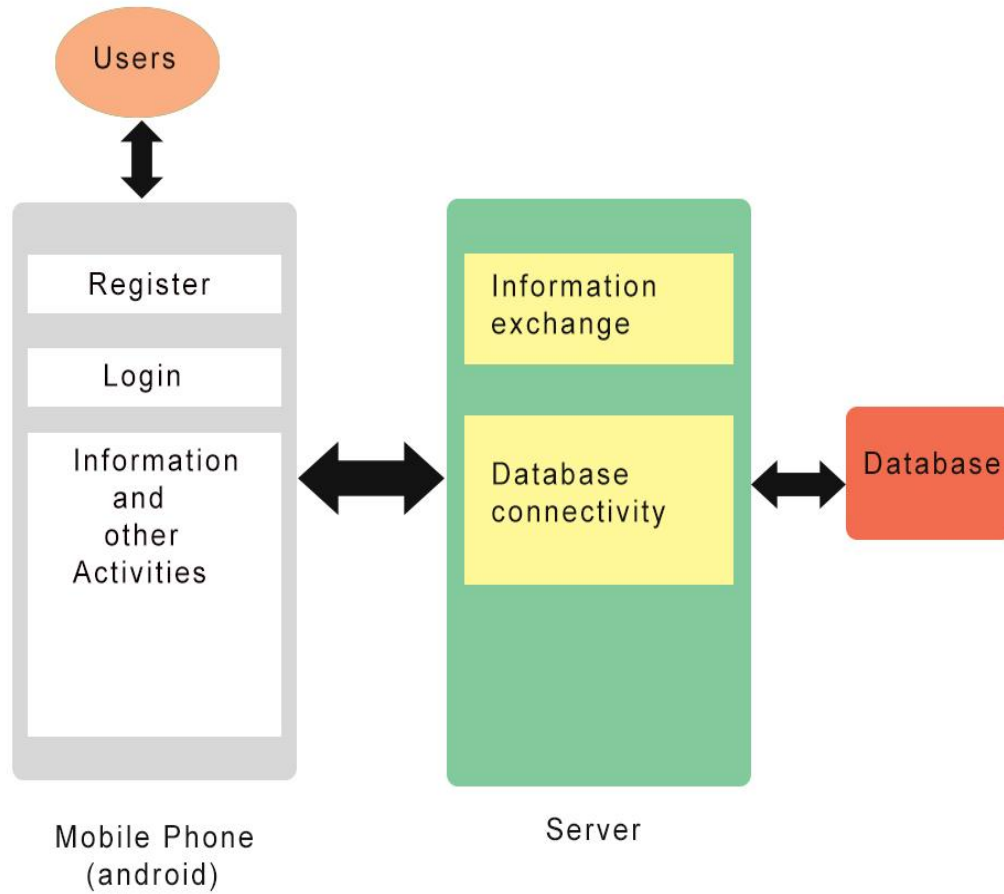 Users
Register
Login
Information
and
other
Activities
Mobile Phone
(android)
Information
exchange
Database
connectivity
Server
Database